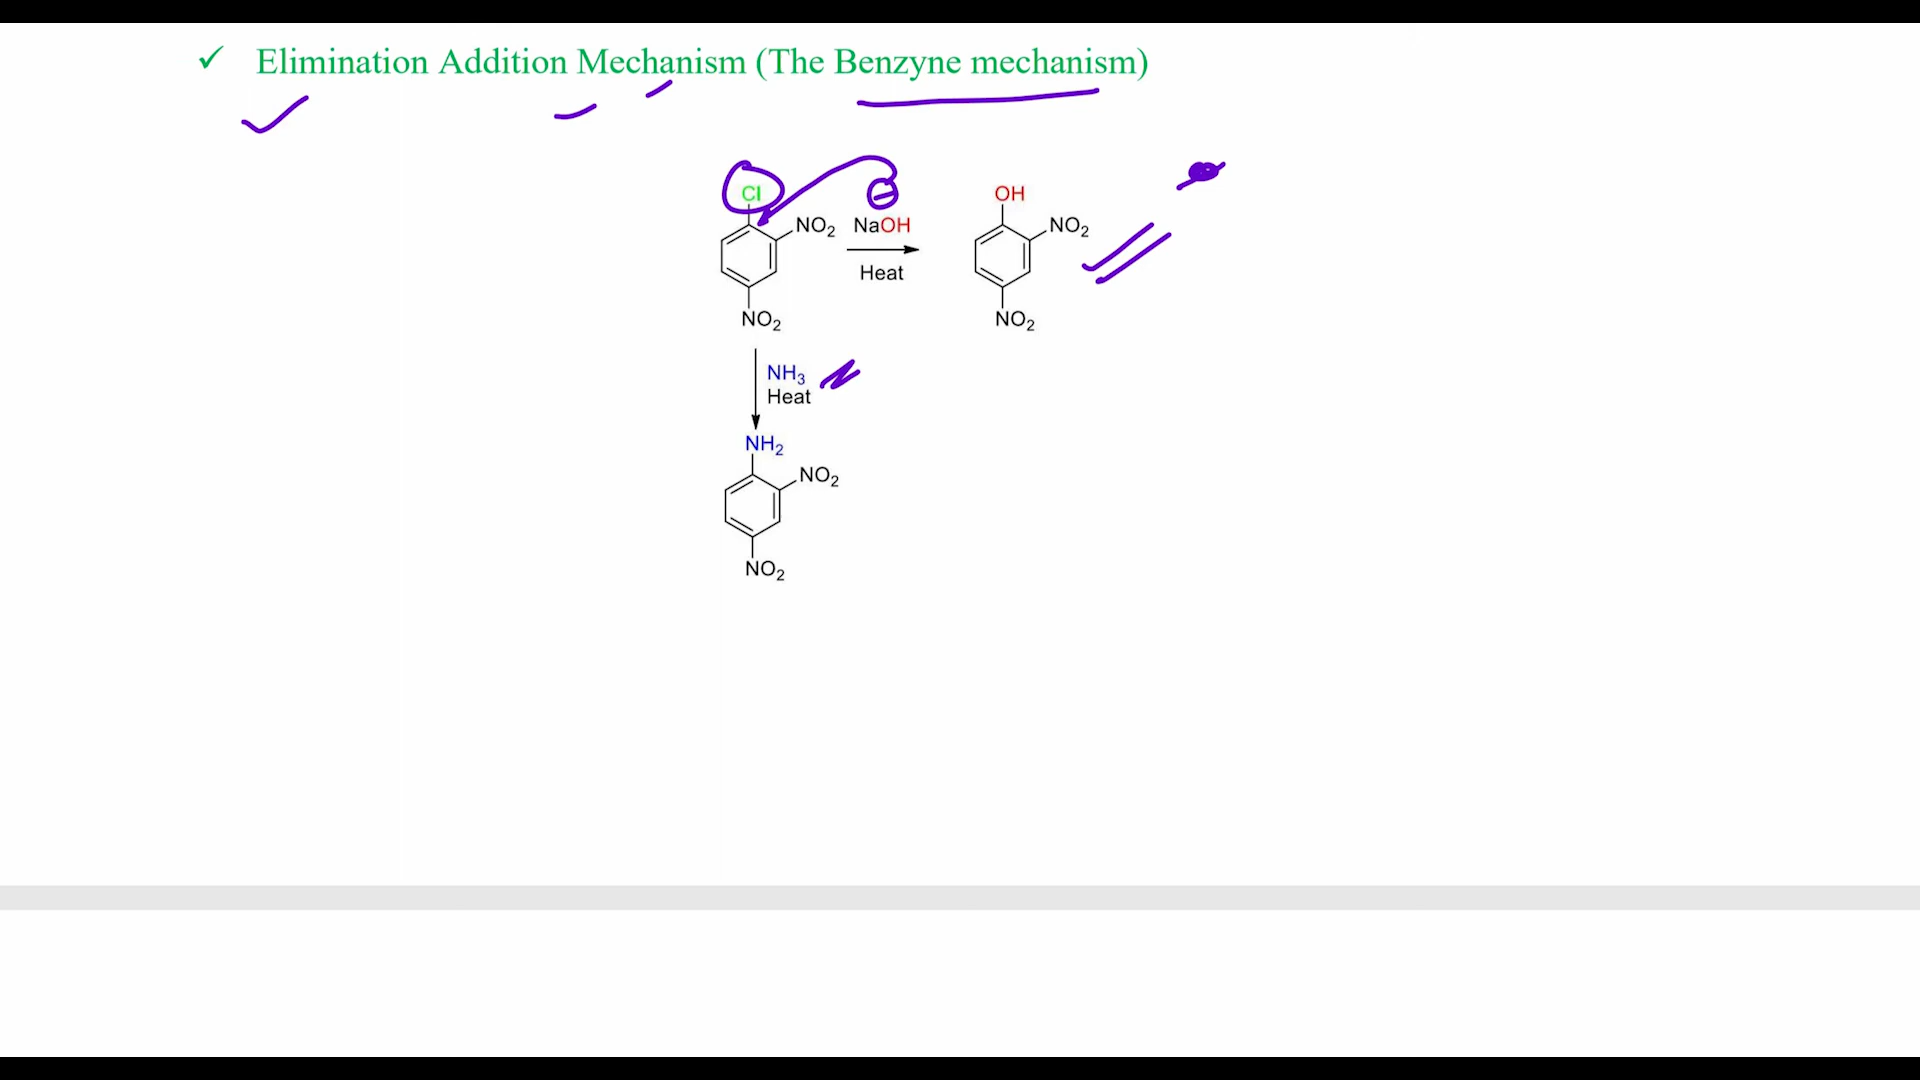 ✓ Elimination Addition Mechanism (The Benzyne mechanism)
Cl
OH
NO₂ NaOH
NO₂
Heat
NO₂
NO₂
NH₃
Heat
NH₂
NO₂
NO₂